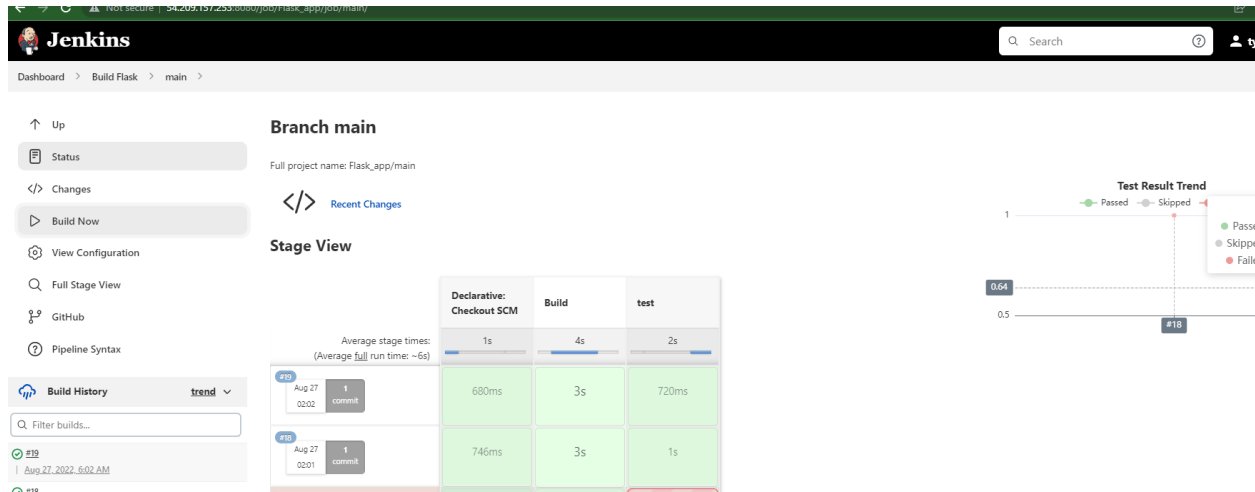 Not secure | 54.209.157.253:8080/job/Flask_app/job/main/
Jenkins
Search
Dashboard > Build Flask > main >
Up
Status
Changes
Build Now
View Configuration
Full Stage View
GitHub
Pipeline Syntax
Build History trend
Filter builds...
#19
Aug 27, 2022, 6:02 AM
#18
Branch main
Full project name: Flask_app/main
Recent Changes
Stage View
Declarative: Checkout SCM Build test
Average stage times: 1s 4s 2s
(Average full run time: ~6s)
#19
Aug 27 02:02 1 commit 680ms 3s 720ms
#18
Aug 27 02:01 1 commit 746ms 3s 1s
Test Result Trend
Passed Skipped
1
Passe
Skippe
Faile
0.64
0.5
#18